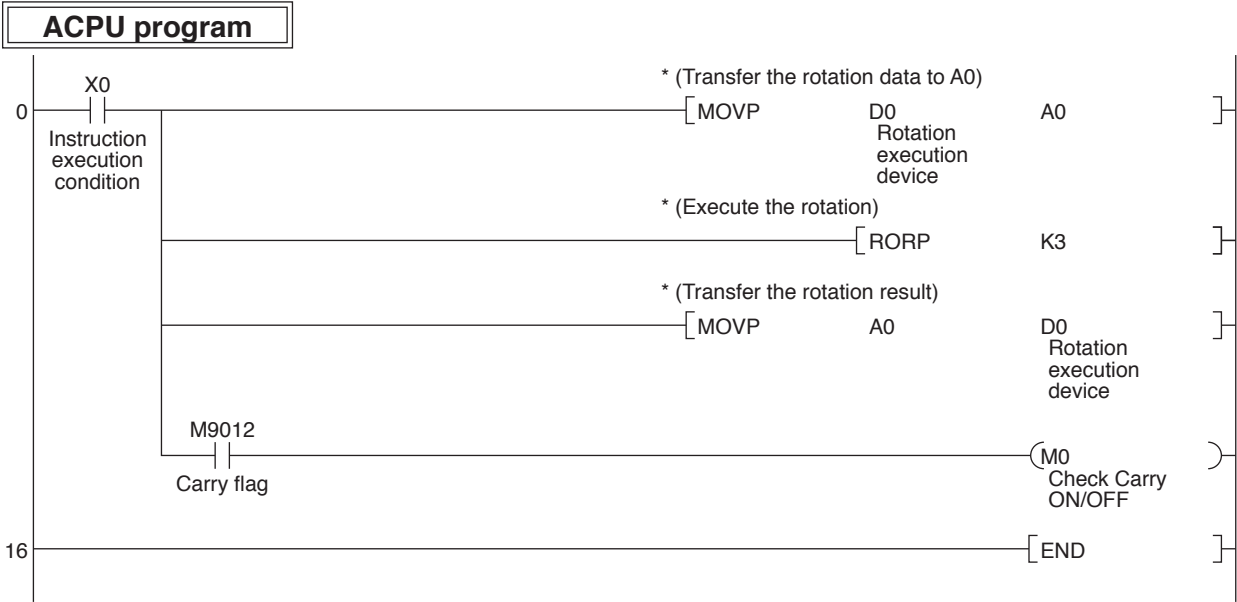 ACPU program
X0
* (Transfer the rotation data to A0)
0
MOVP D0 A0
Instruction
execution
condition
Rotation
execution
device
* (Execute the rotation)
RORP K3
* (Transfer the rotation result)
MOVP A0 D0
Rotation
execution
device
M9012
M0
Carry flag
Check Carry
ON/OFF
16
END